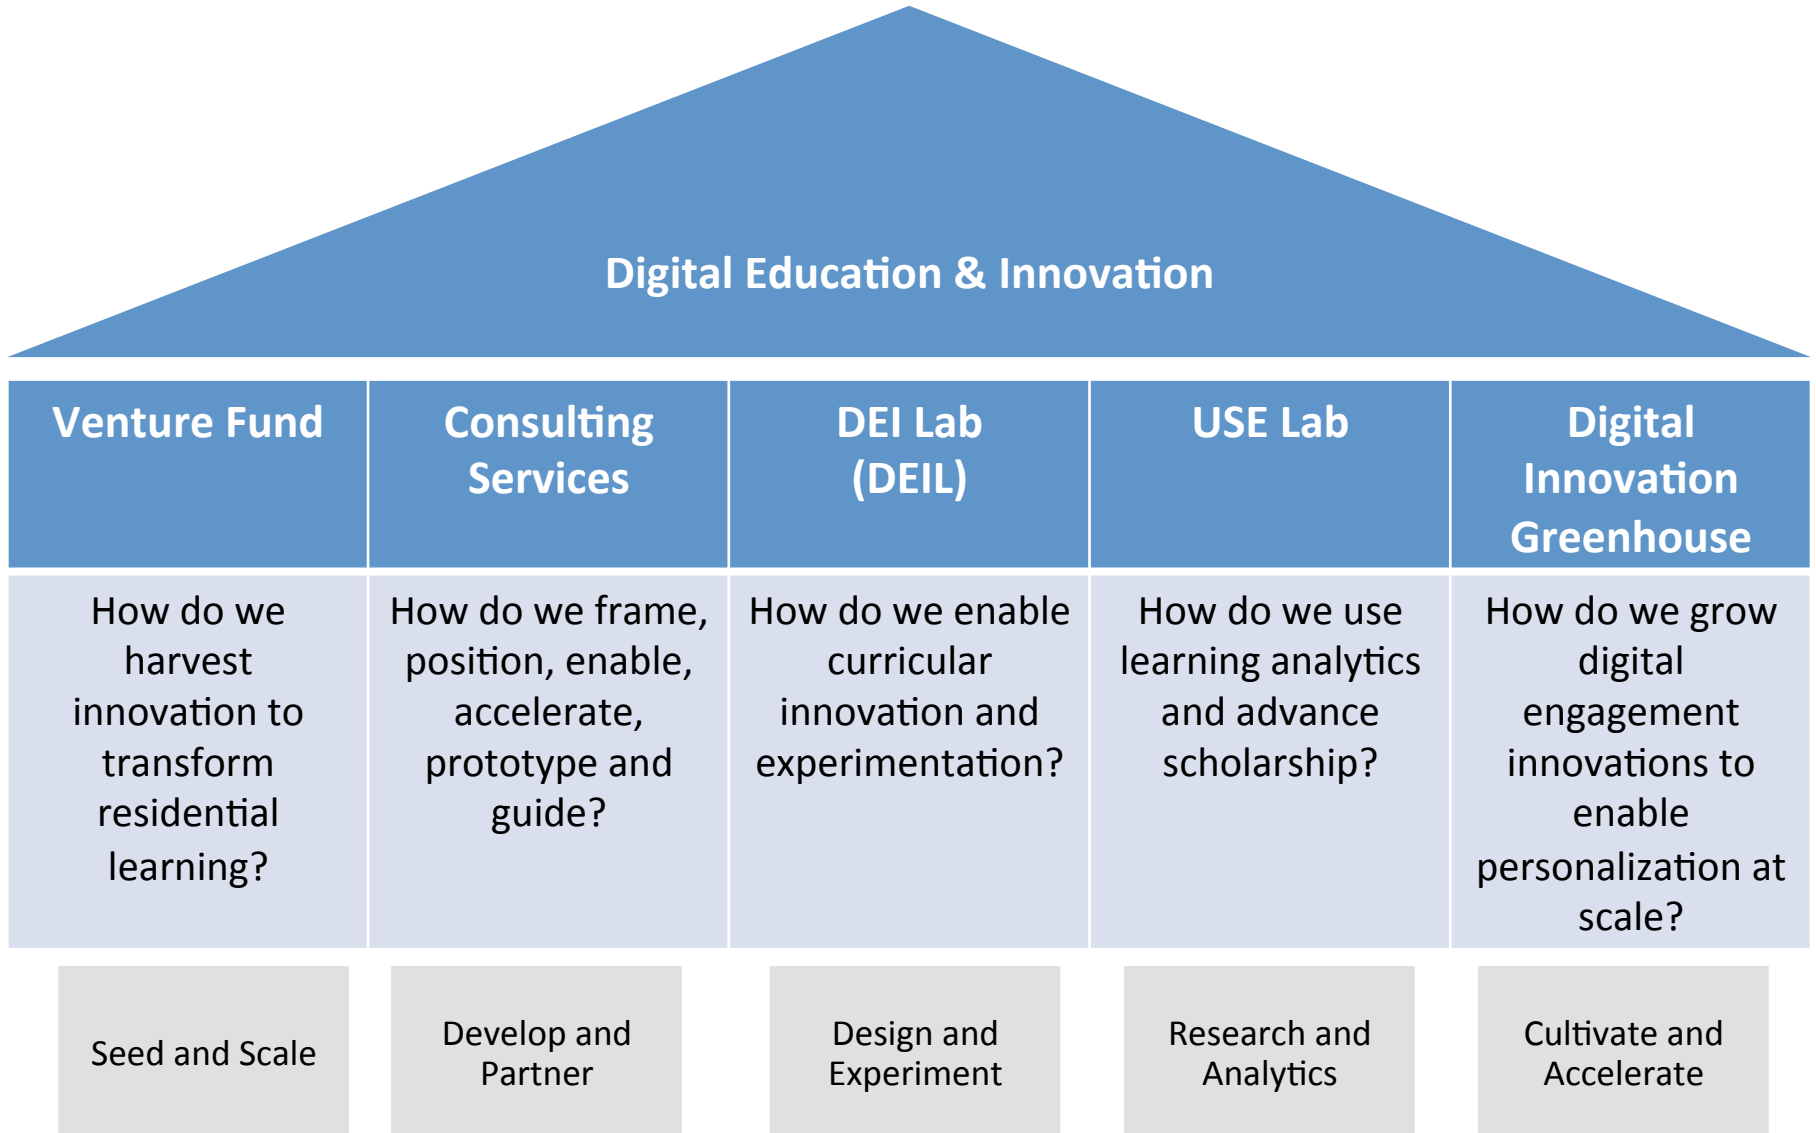 Digital Education & Innovation
Venture Fund
Consulting
Services
DEI Lab
(DEIL)
USE Lab
Digital
Innovation
Greenhouse
How do we
harvest
innovation to
transform
residential
learning?
How do we frame,
position, enable,
accelerate,
prototype and
guide?
How do we enable
curricular
innovation and
experimentation?
How do we use
learning analytics
and advance
scholarship?
How do we grow
digital
engagement
innovations to
enable
personalization at
scale?
Seed and Scale
Develop and
Partner
Design and
Experiment
Research and
Analytics
Cultivate and
Accelerate